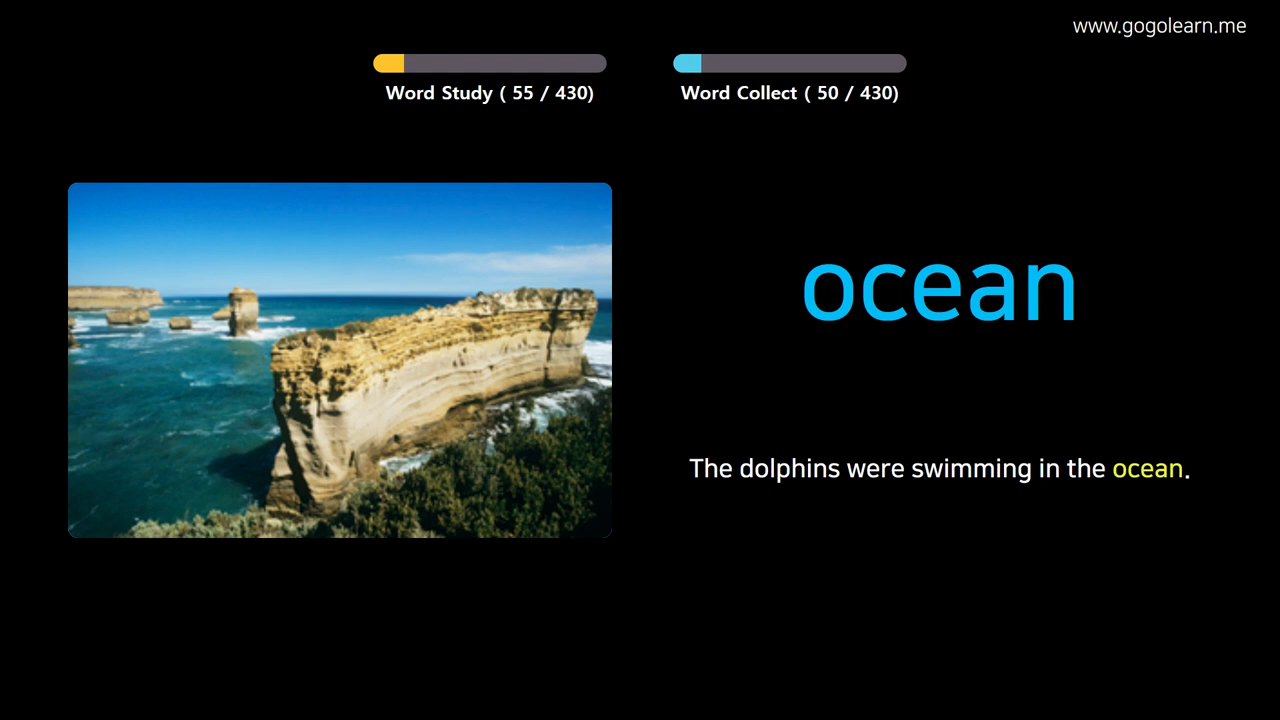 www.gogolearn.me
Word Study ( 55 / 430)
Word Collect ( 50 / 430)
ocean
The dolphins were swimming in the ocean.